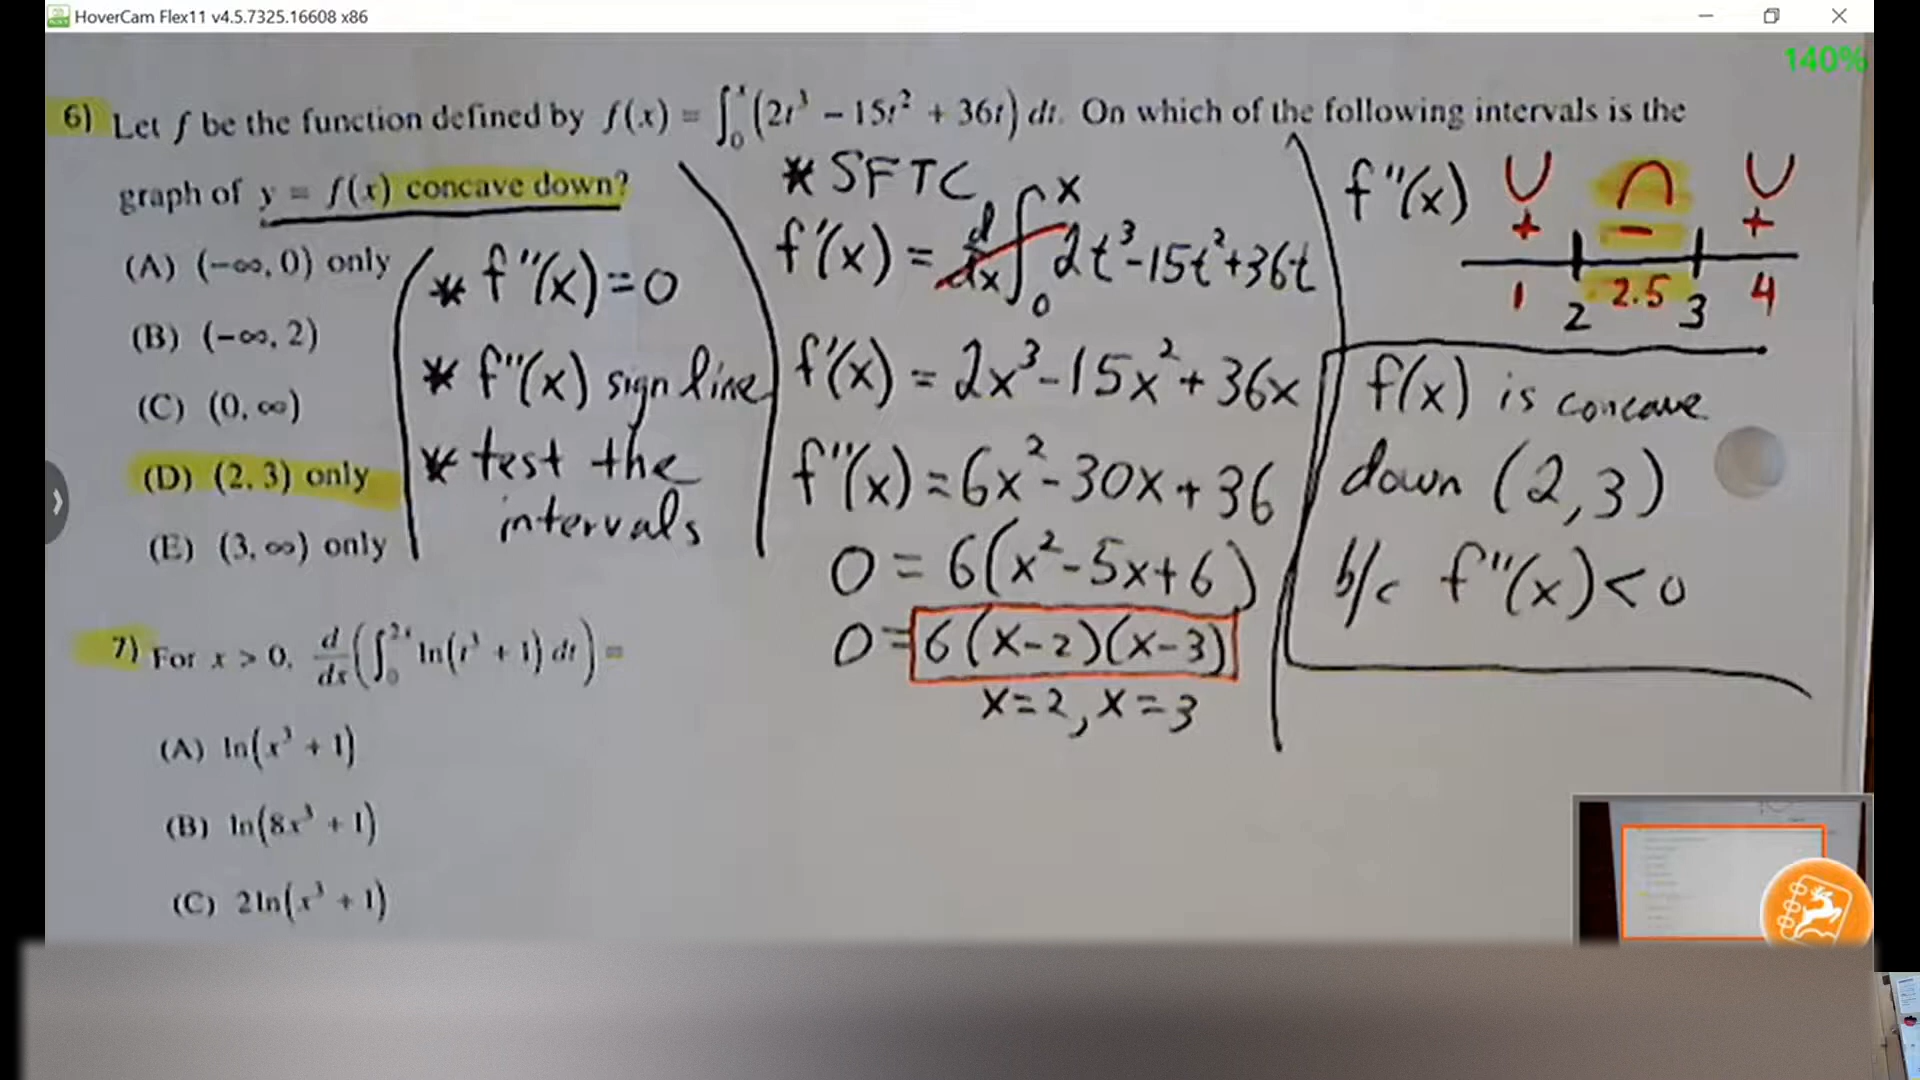 HoverCam Flex11 v4.5.7325.16608 x86
140%
6) Let f be the function defined by f(x) = ∫₀ˣ (2t³ − 15t² + 36t) dt. On which of the following intervals is the
graph of y = f(x) concave down?
(A) (−∞, 0) only
(B) (−∞, 2)
(C) (0, ∞)
(D) (2, 3) only
(E) (3, ∞) only
* f''(x) = 0
* f''(x) sign line
* test the
intervals
* SFTC
f'(x) = d/dx ∫₀ˣ 2t³ - 15t² + 36t
f'(x) = 2x³ - 15x² + 36x
f''(x) = 6x² - 30x + 36
0 = 6(x² - 5x + 6)
0 = 6(x-2)(x-3)
x=2, x=3
f''(x)
+ − +
1 2 2.5 3 4
f(x) is concave
down (2,3)
b/c f''(x) < 0
7) For x > 0, d/dx (∫₀²ˣ ln(t³ + 1) dt) =
(A) ln(x³ + 1)
(B) ln(8x³ + 1)
(C) 2ln(x³ + 1)